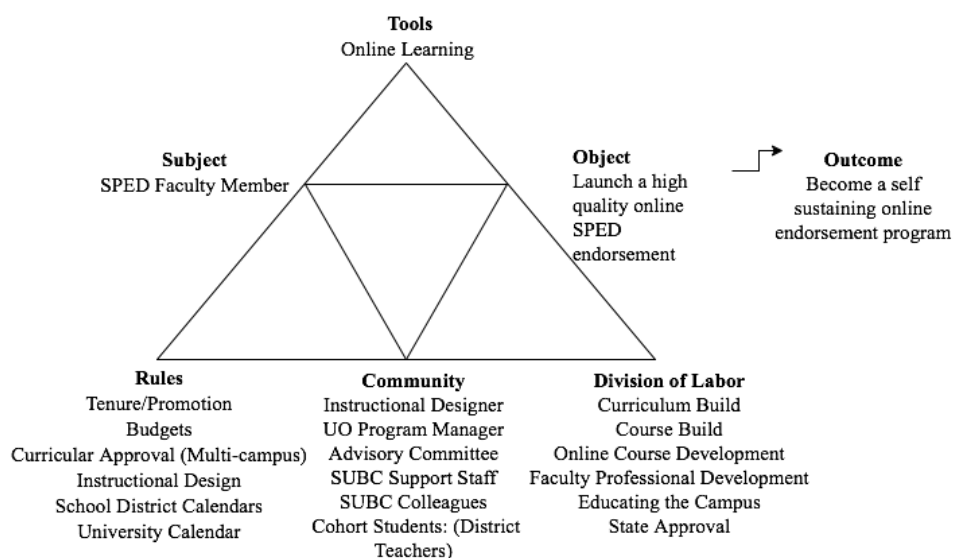 Tools
Online Learning
Subject
SPED Faculty Member
Object
Launch a high
quality online
SPED
endorsement
Outcome
Become a self
sustaining online
endorsement program
Rules
Tenure/Promotion
Budgets
Curricular Approval (Multi-campus)
Instructional Design
School District Calendars
University Calendar
Community
Instructional Designer
UO Program Manager
Advisory Committee
SUBC Support Staff
SUBC Colleagues
Cohort Students: (District
Teachers)
Division of Labor
Curriculum Build
Course Build
Online Course Development
Faculty Professional Development
Educating the Campus
State Approval